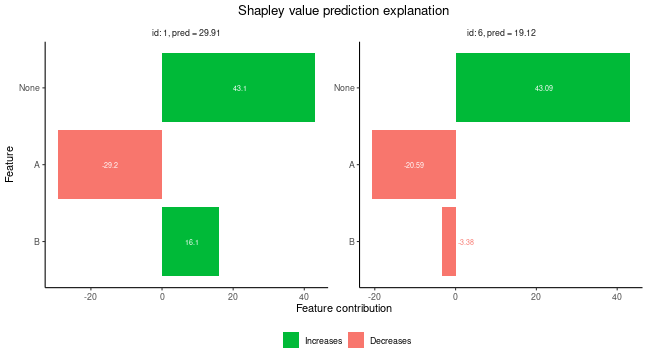 Shapley value prediction explanation
id: 1, pred = 29.91
id: 6, pred = 19.12
None
A
B
43.1
-29.2
16.1
None
A
B
43.09
-20.59
-3.38
Feature
-20
0
20
40
-20
0
20
40
Feature contribution
Increases
Decreases